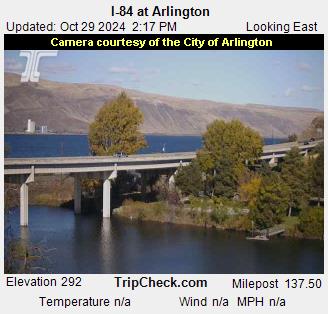 I-84 at Arlington
Updated: Oct 29 2024 2:17 PM Looking East
Camera courtesy of the City of Arlington
Elevation 292 TripCheck.com Milepost 137.50
Temperature n/a Wind n/a MPH n/a